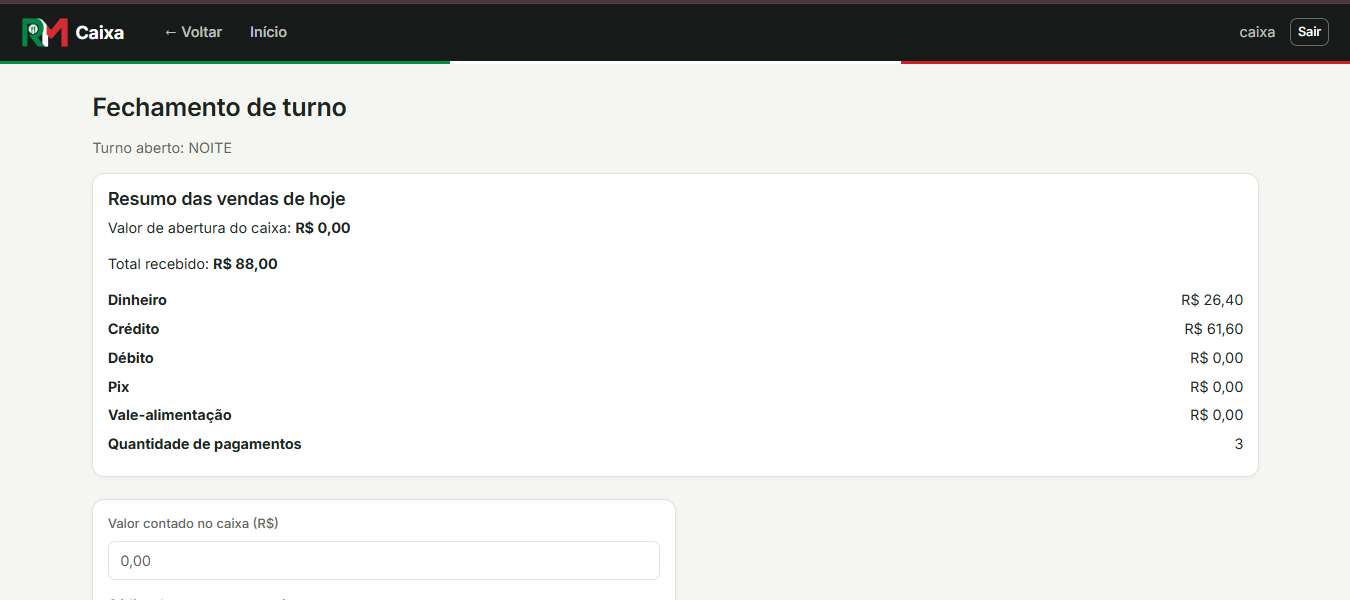 RM Caixa ← Voltar Início caixa Sair
Fechamento de turno
Turno aberto: NOITE
Resumo das vendas de hoje
Valor de abertura do caixa: R$ 0,00
Total recebido: R$ 88,00
Dinheiro R$ 26,40
Crédito R$ 61,60
Débito R$ 0,00
Pix R$ 0,00
Vale-alimentação R$ 0,00
Quantidade de pagamentos 3
Valor contado no caixa (R$)
0,00